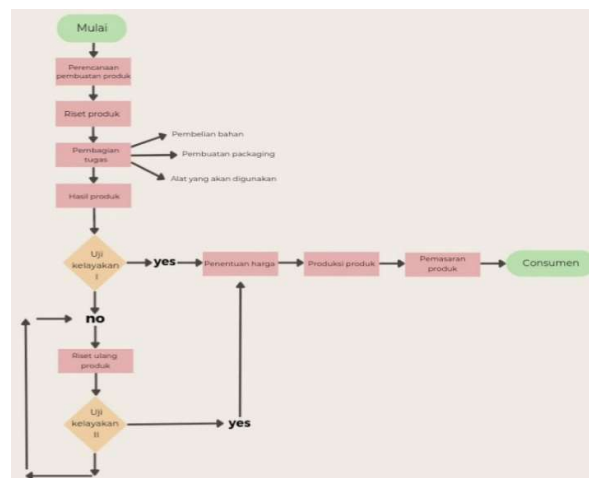 Mulai
Perencanaan
pembuatan produk
Riset produk
Pembagian
tugas
Pembelian bahan
Pembuatan packaging
Alat yang akan digunakan
Hasil produk
Uji
kelayakan
I
yes
Penentuan harga
Produksi produk
Pemasaran
produk
Consumen
no
Riset ulang
produk
Uji
kelayakan
II
yes